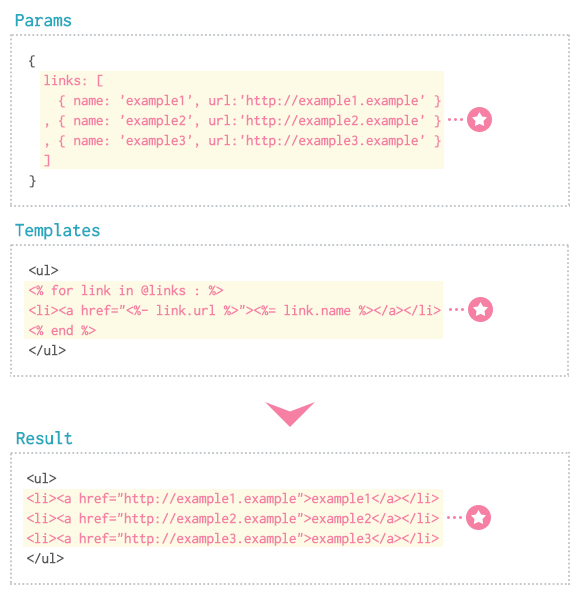 Params
{
links: [
{ name: 'example1', url:'http://example1.example' }
, { name: 'example2', url:'http://example2.example' }
, { name: 'example3', url:'http://example3.example' }
]
}
Templates
<ul>
<% for link in @links : %>
<li><a href="<%- link.url %>"><%= link.name %></a></li>
<% end %>
</ul>
Result
<ul>
<li><a href="http://example1.example">example1</a></li>
<li><a href="http://example2.example">example2</a></li>
<li><a href="http://example3.example">example3</a></li>
</ul>